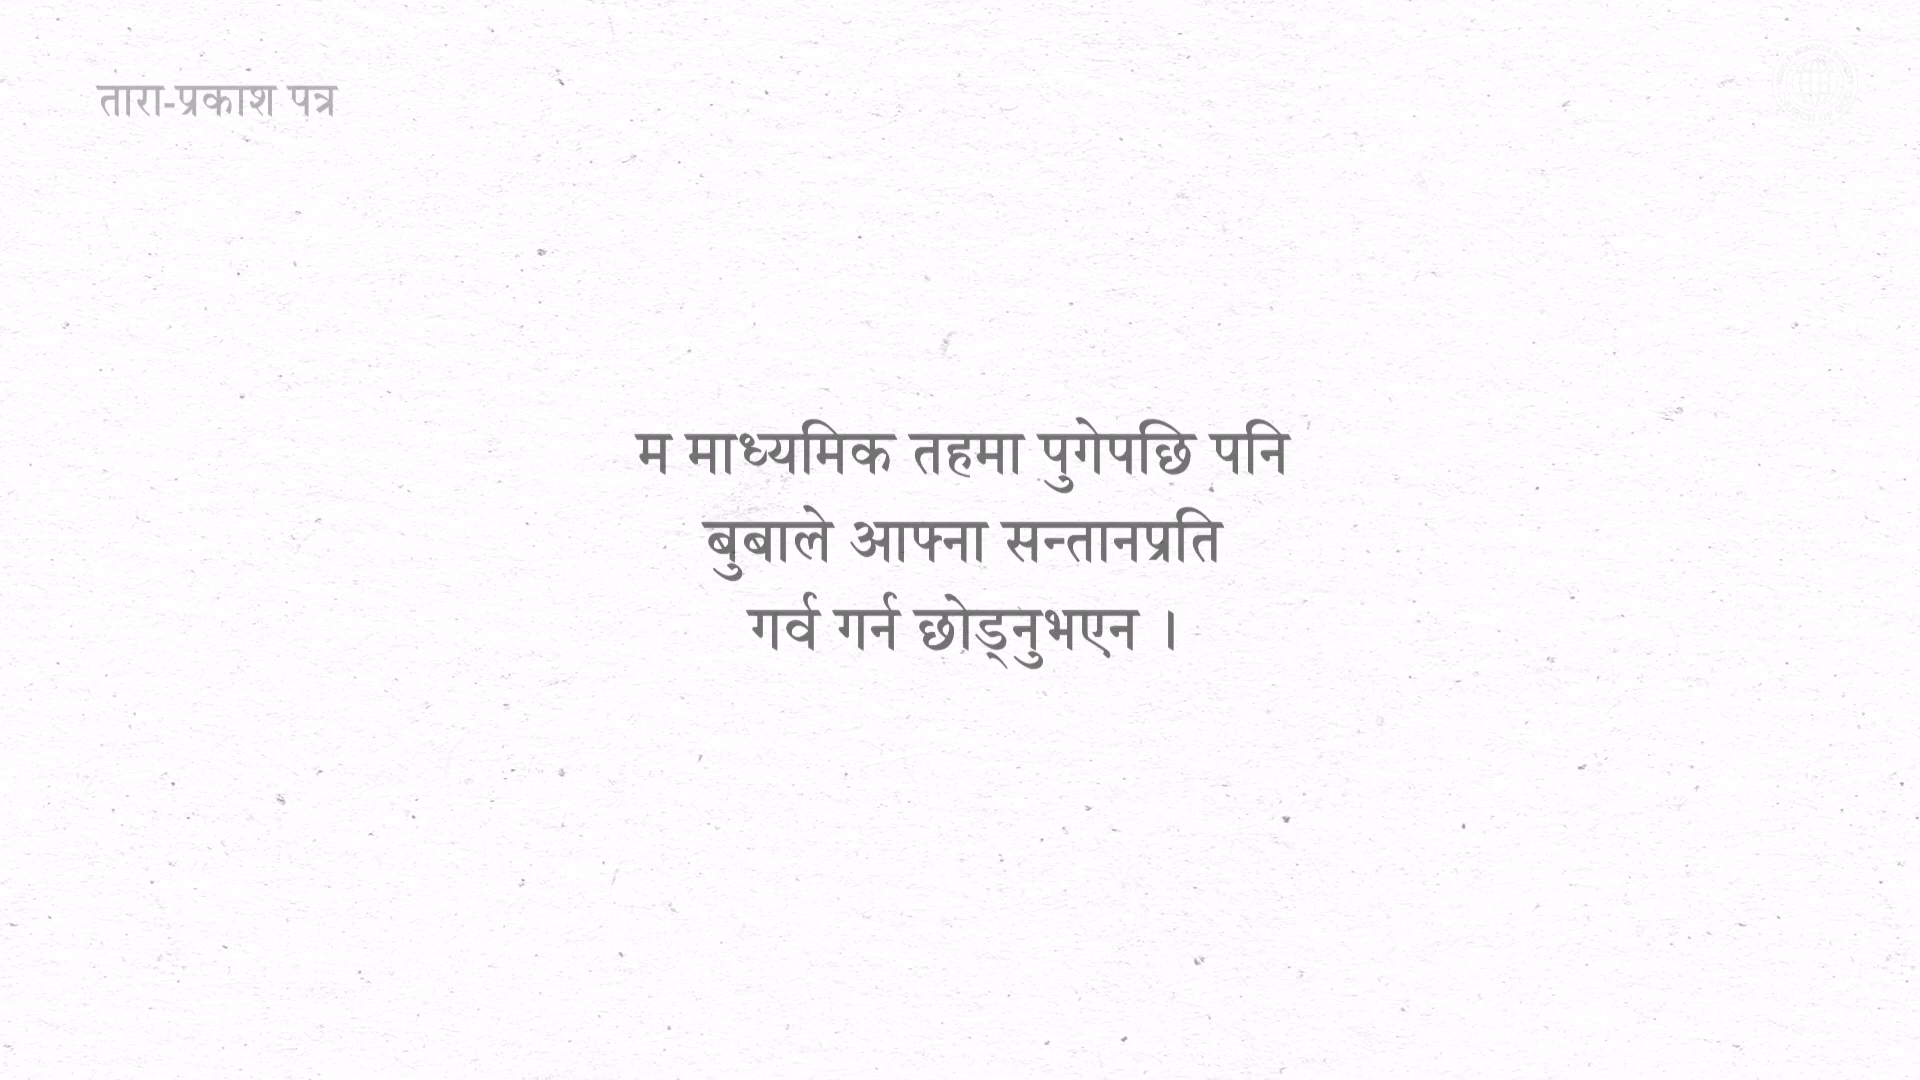 तारा-प्रकाश पत्र
म माध्यमिक तहमा पुगेपछि पनि
बुबाले आफ्ना सन्तानप्रति
गर्व गर्न छोड्नुभएन ।